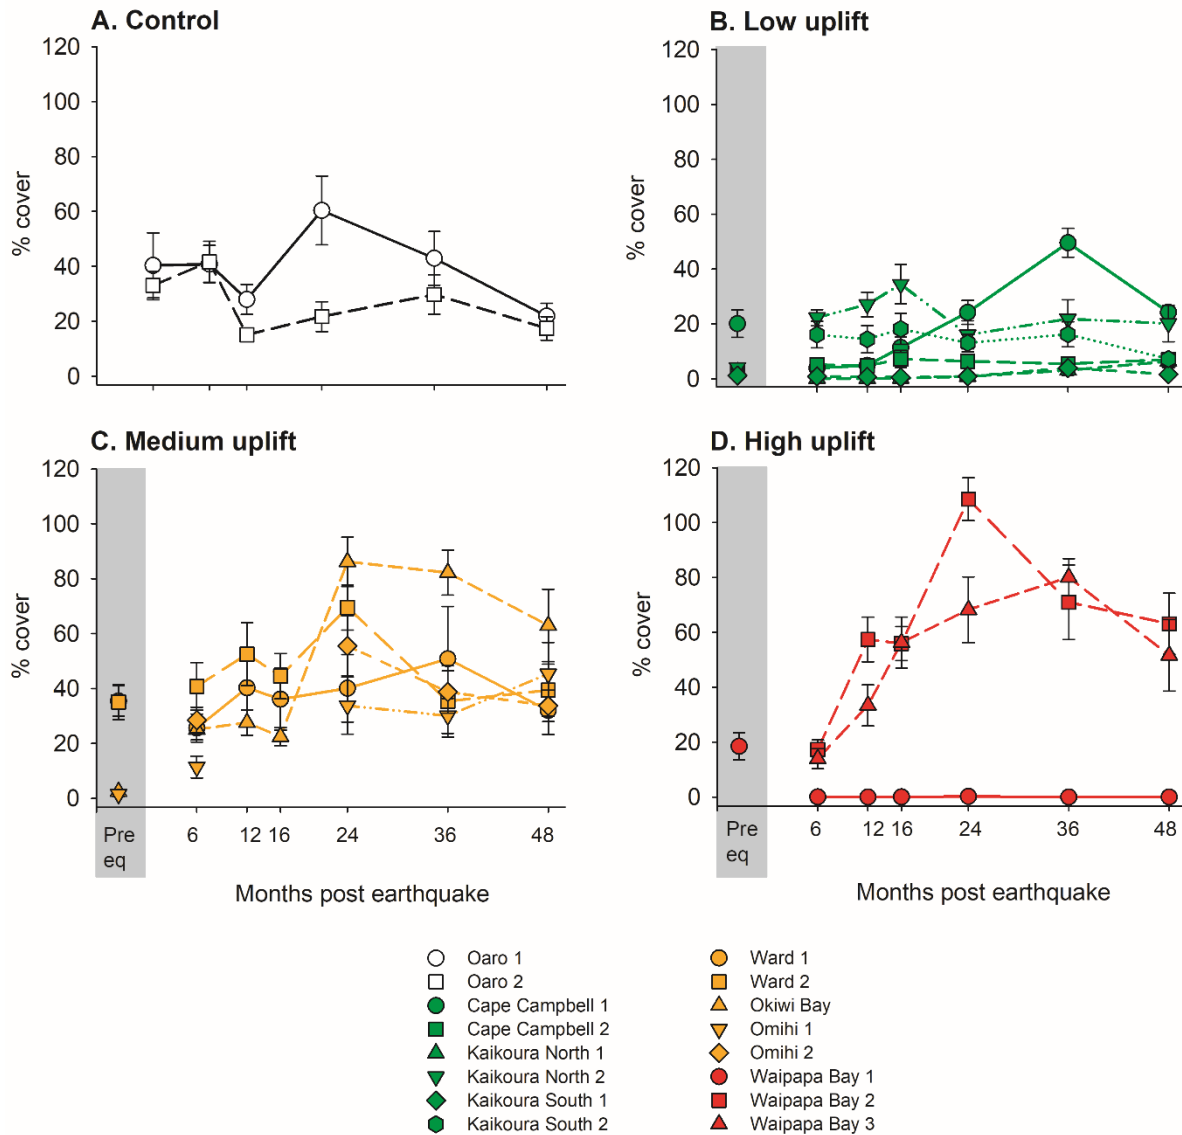 A. Control
120
100
80
60
40
20
0
% cover
B. Low uplift
120
100
80
60
40
20
0
% cover
C. Medium uplift
120
100
80
60
40
20
0
% cover
Pre
eq
6
12
16
24
36
48
Months post earthquake
D. High uplift
120
100
80
60
40
20
0
% cover
Pre
eq
6
12
16
24
36
48
Months post earthquake
Oaro 1
Oaro 2
Cape Campbell 1
Cape Campbell 2
Kaikoura North 1
Kaikoura North 2
Kaikoura South 1
Kaikoura South 2
Ward 1
Ward 2
Okiwi Bay
Omihi 1
Omihi 2
Waipapa Bay 1
Waipapa Bay 2
Waipapa Bay 3